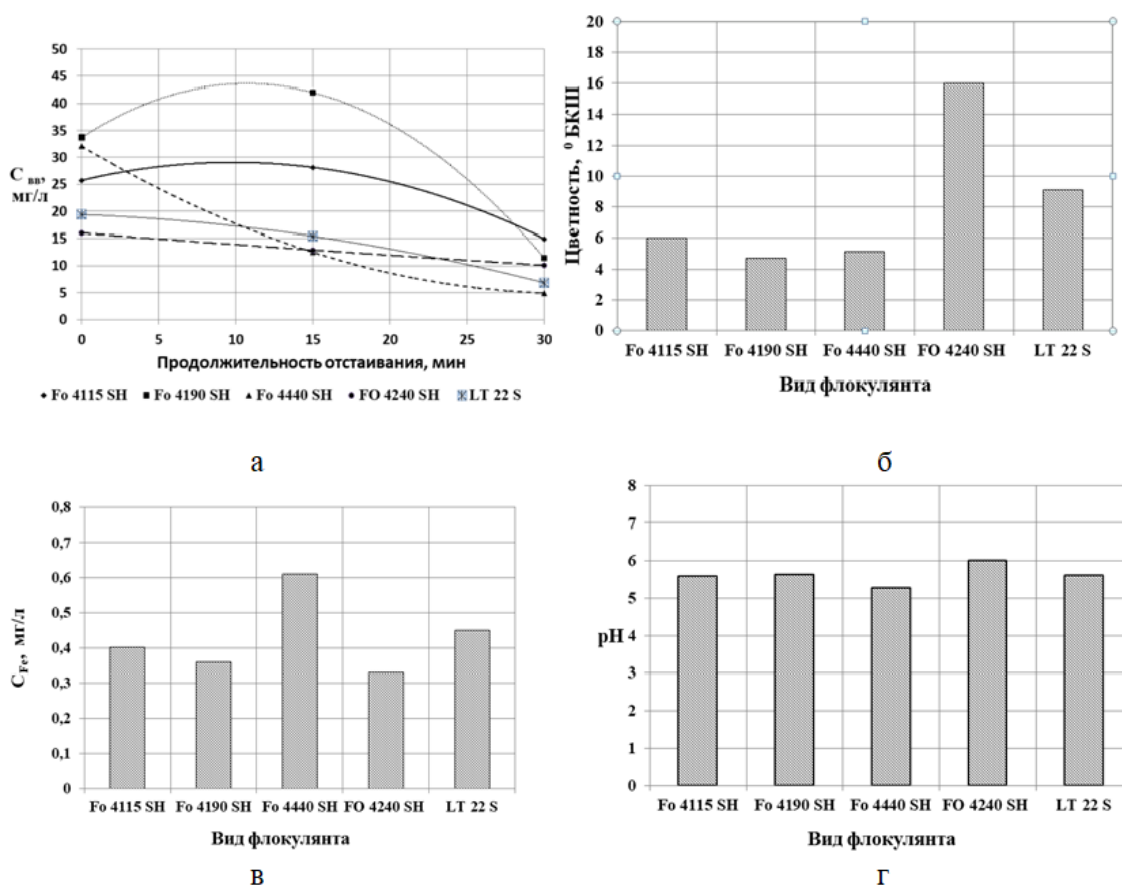 50
45
40
35
30
25
20
15
10
5
0
С вв,
мг/л
0 5 10 15 20 25 30
Продолжительность отстаивания, мин
Fo 4115 SH Fo 4190 SH Fo 4440 SH FO 4240 SH LT 22 S
а
20
18
16
14
12
10
8
6
4
2
0
Цветность, ⁰ БКШ
Fo 4115 SH Fo 4190 SH Fo 4440 SH FO 4240 SH LT 22 S
Вид флокулянта
б
0,8
0,7
0,6
0,5
0,4
0,3
0,2
0,1
0
C Fe, мг/л
Fo 4115 SH Fo 4190 SH Fo 4440 SH FO 4240 SH LT 22 S
Вид флокулянта
в
8
7
6
5
4
3
2
1
0
pH
Fo 4115 SH Fo 4190 SH Fo 4440 SH FO 4240 SH LT 22 S
Вид флокулянта
г